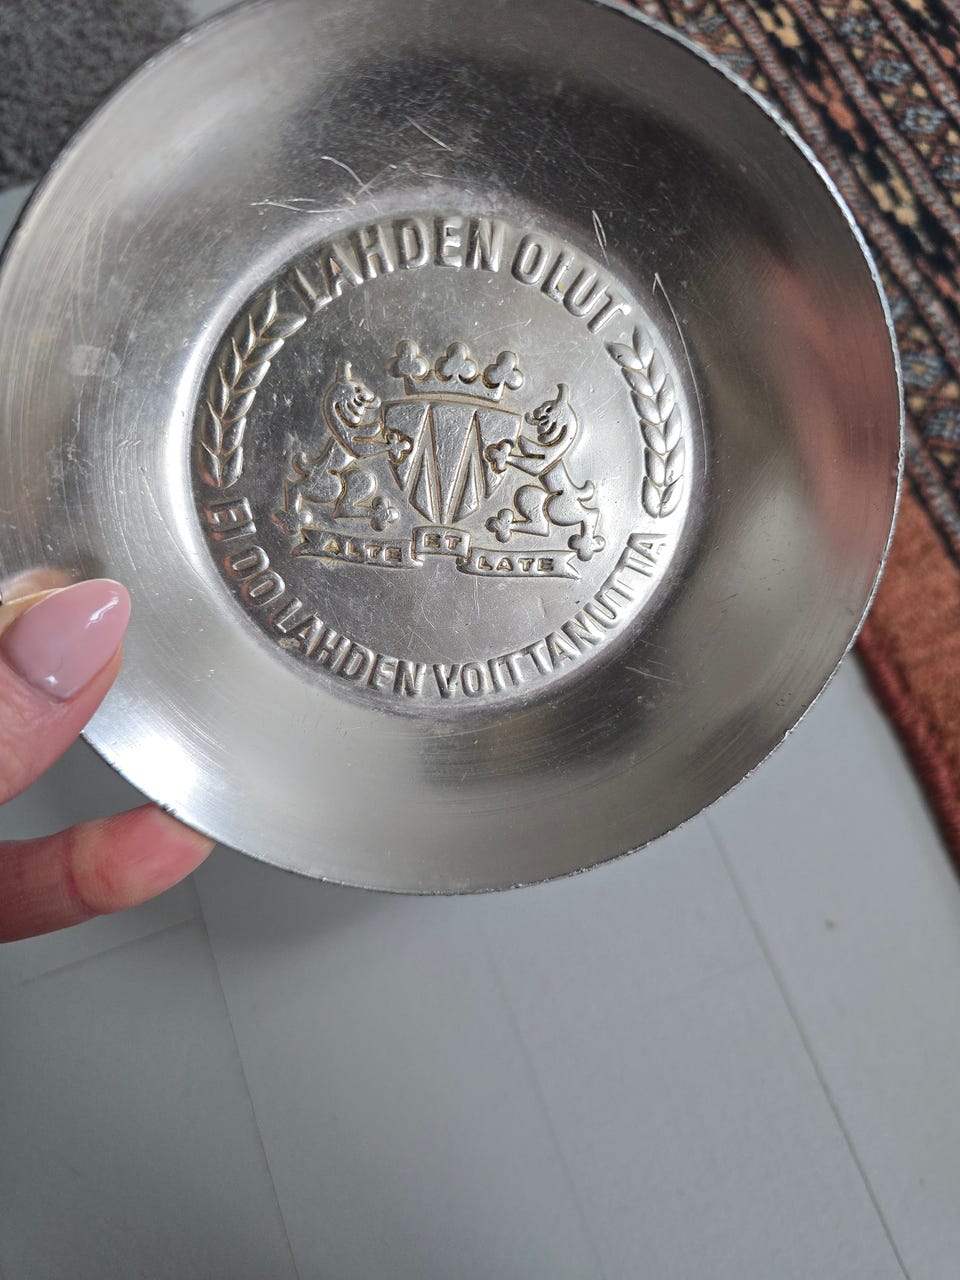 LAHDEN OLUT
ALTE ET LATE
EI OO LAHDEN VOITTANUTTA